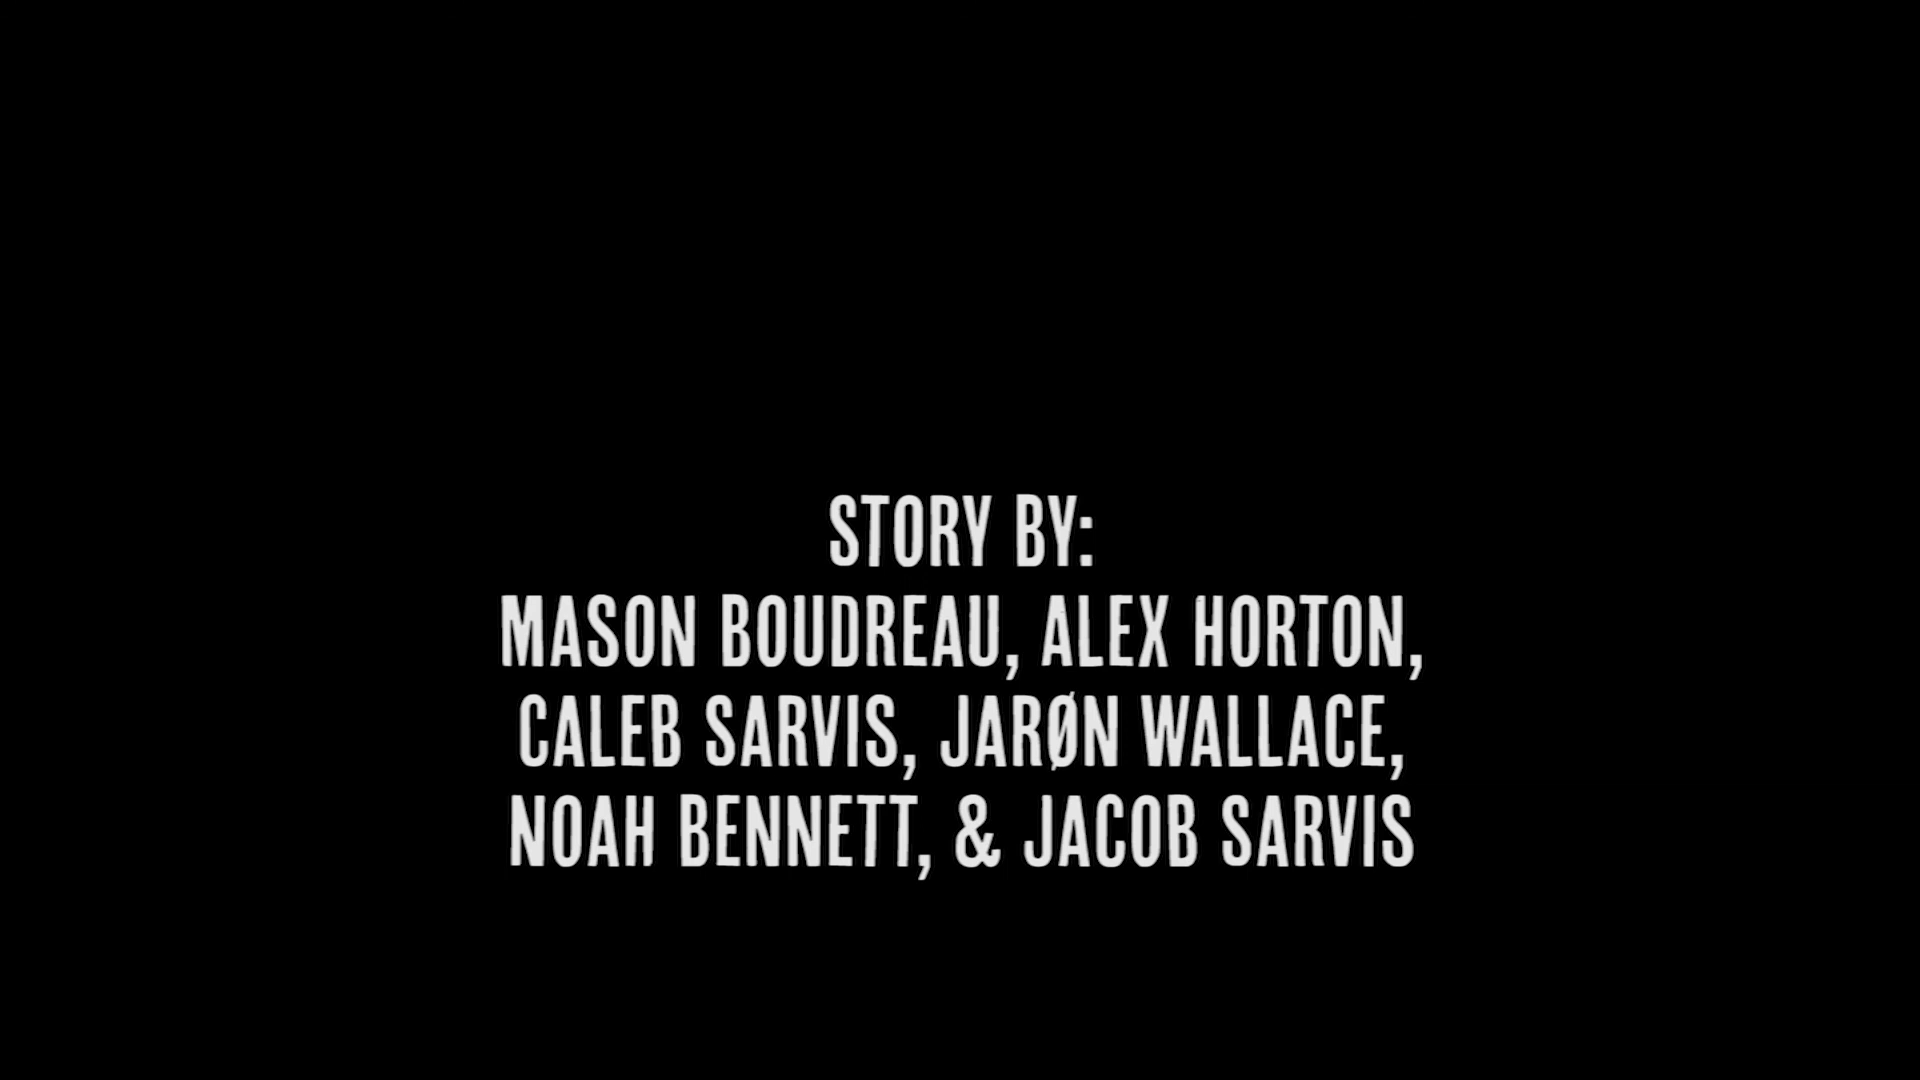 STORY BY:
MASON BOUDREAU, ALEX HORTON,
CALEB SARVIS, JARØN WALLACE,
NOAH BENNETT, & JACOB SARVIS